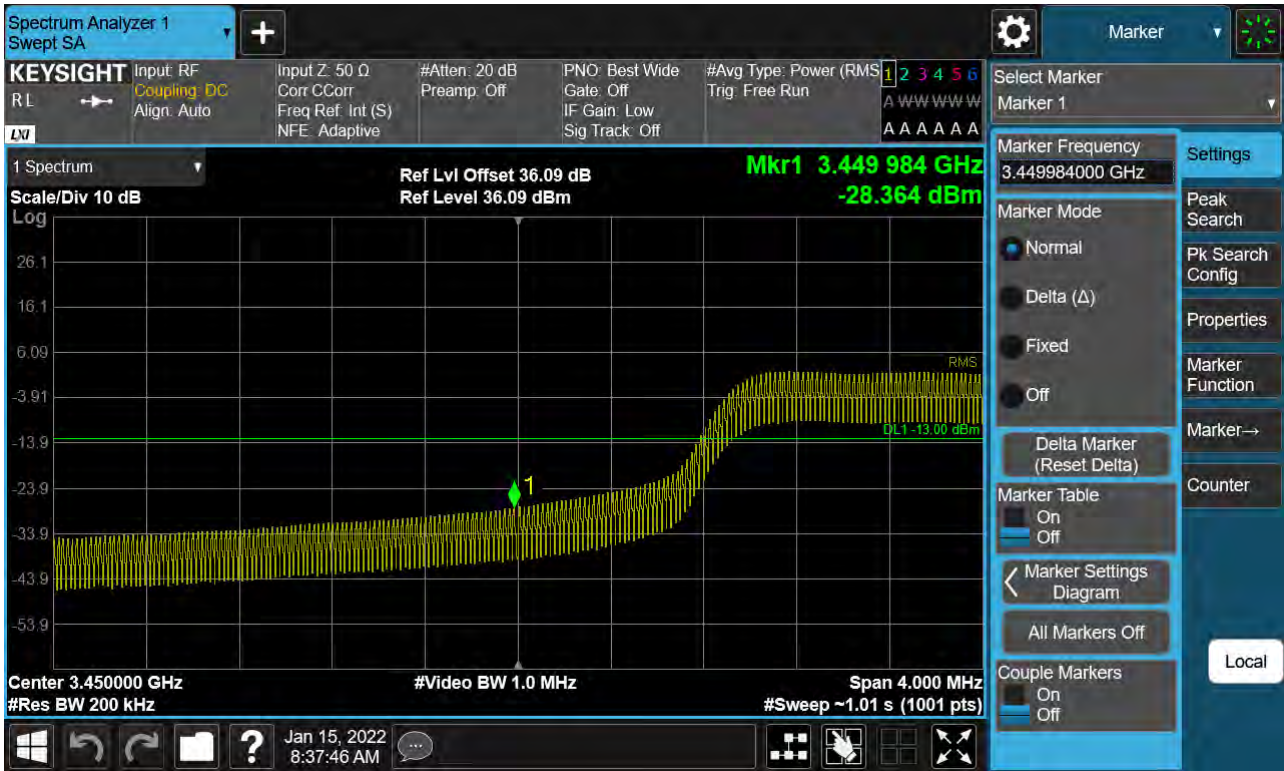 Spectrum Analyzer 1
Swept SA
+
Marker
KEYSIGHT
RL
LXI
Input: RF
Coupling: DC
Align: Auto
Input Z: 50 Ω
Corr CCorr
Freq Ref: Int (S)
NFE: Adaptive
#Atten: 20 dB
Preamp: Off
PNO: Best Wide
Gate: Off
IF Gain: Low
Sig Track: Off
#Avg Type: Power (RMS
Trig: Free Run
1 2 3 4 5 6
A W W W W W
A A A A A A
Select Marker
Marker 1
1 Spectrum
Scale/Div 10 dB
Log
Ref Lvl Offset 36.09 dB
Ref Level 36.09 dBm
Mkr1 3.449 984 GHz
-28.364 dBm
26.1
16.1
6.09
-3.91
-13.9
-23.9
-33.9
-43.9
-53.9
RMS
DL1 -13.00 dBm
1
Center 3.450000 GHz
#Res BW 200 kHz
#Video BW 1.0 MHz
Span 4.000 MHz
#Sweep ~1.01 s (1001 pts)
Marker Frequency
3.449984000 GHz
Marker Mode
Normal
Delta (Δ)
Fixed
Off
Delta Marker
(Reset Delta)
Marker Table
On
Off
Marker Settings
Diagram
All Markers Off
Couple Markers
On
Off
Settings
Peak
Search
Pk Search
Config
Properties
Marker
Function
Marker→
Counter
Local
?
Jan 15, 2022
8:37:46 AM